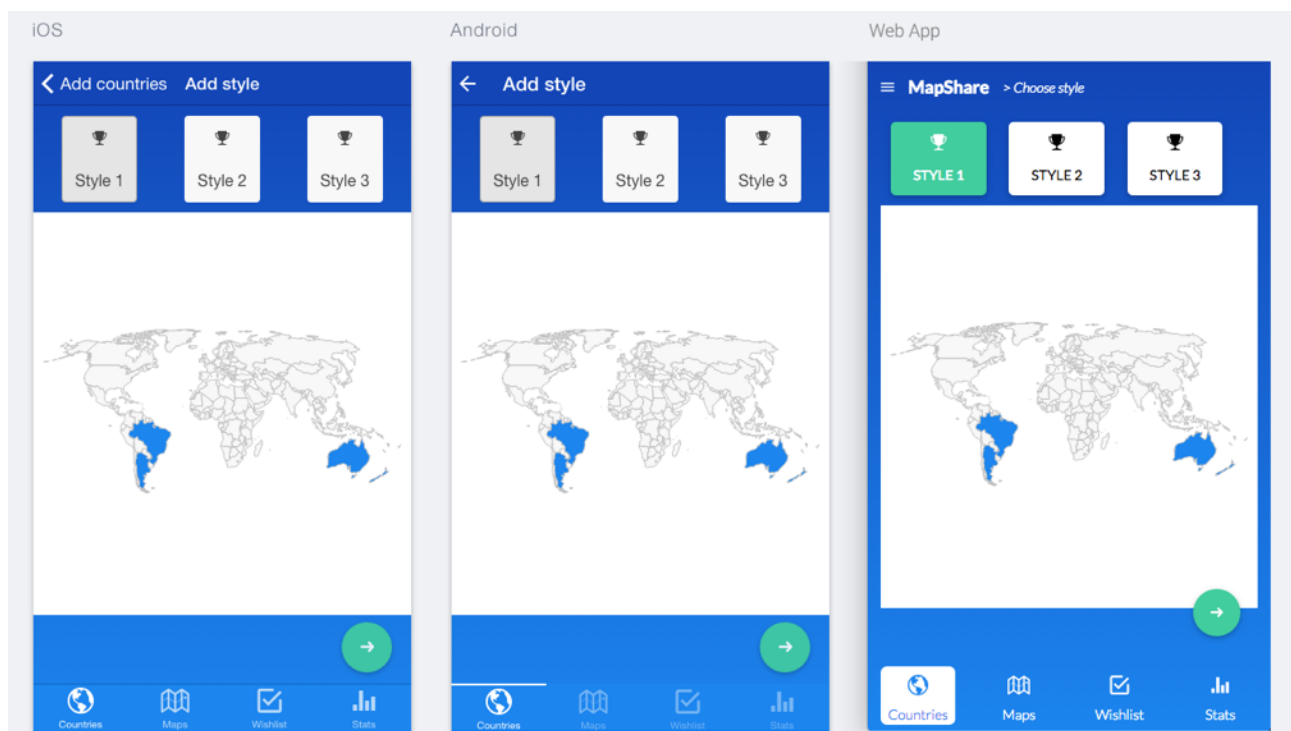 iOS
Add countries Add style
Style 1 Style 2 Style 3
Countries Maps Wishlist Stats
Android
Add style
Style 1 Style 2 Style 3
Countries Maps Wishlist Stats
Web App
MapShare > Choose style
STYLE 1 STYLE 2 STYLE 3
Countries Maps Wishlist Stats